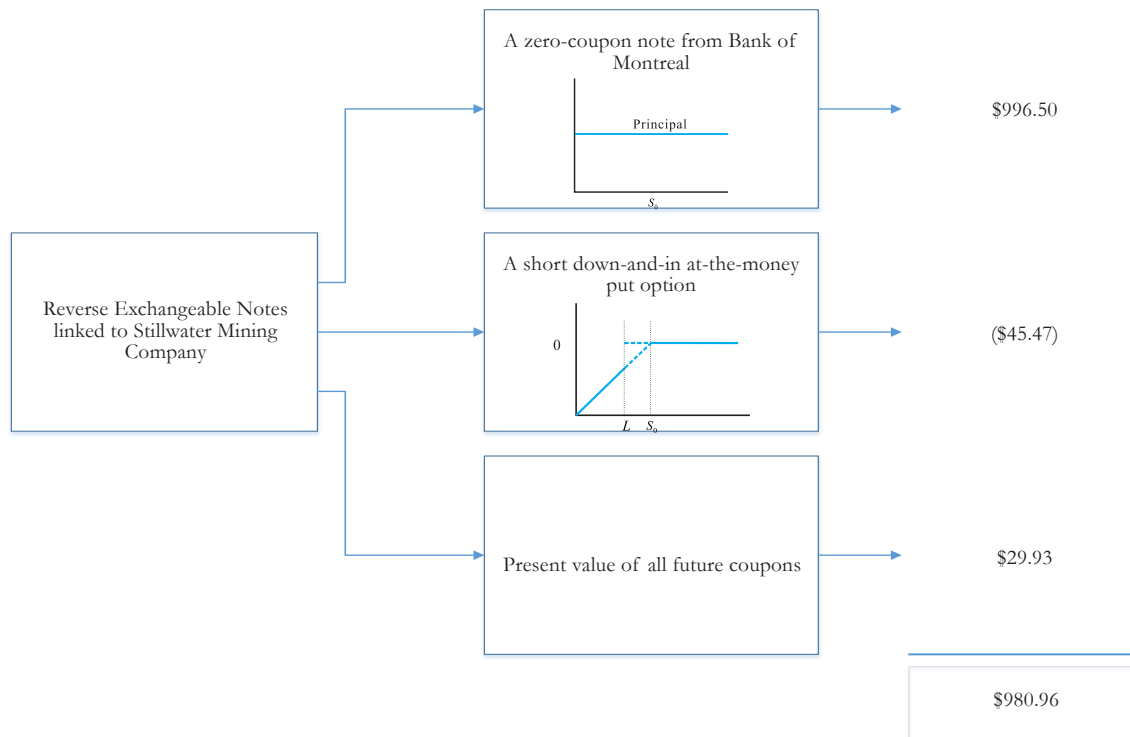 Reverse Exchangeable Notes
linked to Stillwater Mining
Company
A zero-coupon note from Bank of
Montreal
Principal
S₀
$996.50
A short down-and-in at-the-money
put option
0
L S₀
($45.47)
Present value of all future coupons
$29.93
$980.96